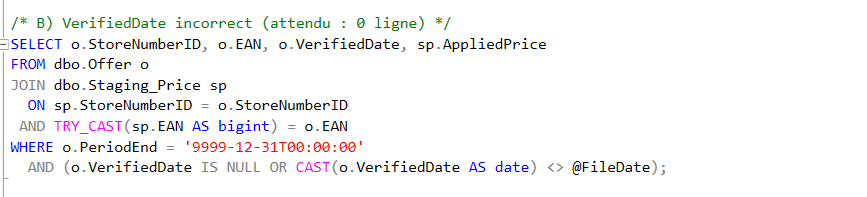 /* B) VerifiedDate incorrect (attendu : 0 ligne) */
SELECT o.StoreNumberID, o.EAN, o.VerifiedDate, sp.AppliedPrice
FROM dbo.Offer o
JOIN dbo.Staging_Price sp
  ON sp.StoreNumberID = o.StoreNumberID
 AND TRY_CAST(sp.EAN AS bigint) = o.EAN
WHERE o.PeriodEnd = '9999-12-31T00:00:00'
  AND (o.VerifiedDate IS NULL OR CAST(o.VerifiedDate AS date) <> @FileDate);